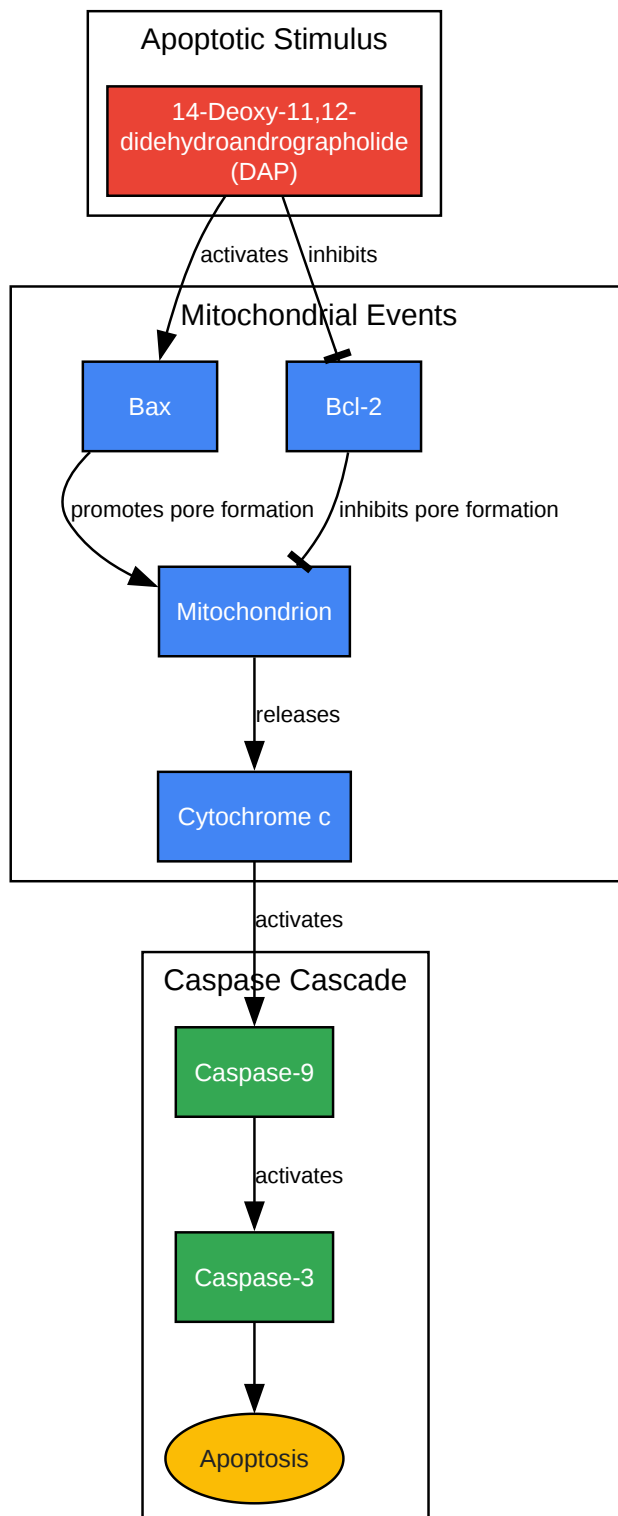 Apoptotic Stimulus
14-Deoxy-11,12-
didehydroandrographolide
(DAP)
activates
inhibits
Mitochondrial Events
Bax
Bcl-2
promotes pore formation
inhibits pore formation
Mitochondrion
releases
Cytochrome c
activates
Caspase Cascade
Caspase-9
activates
Caspase-3
Apoptosis